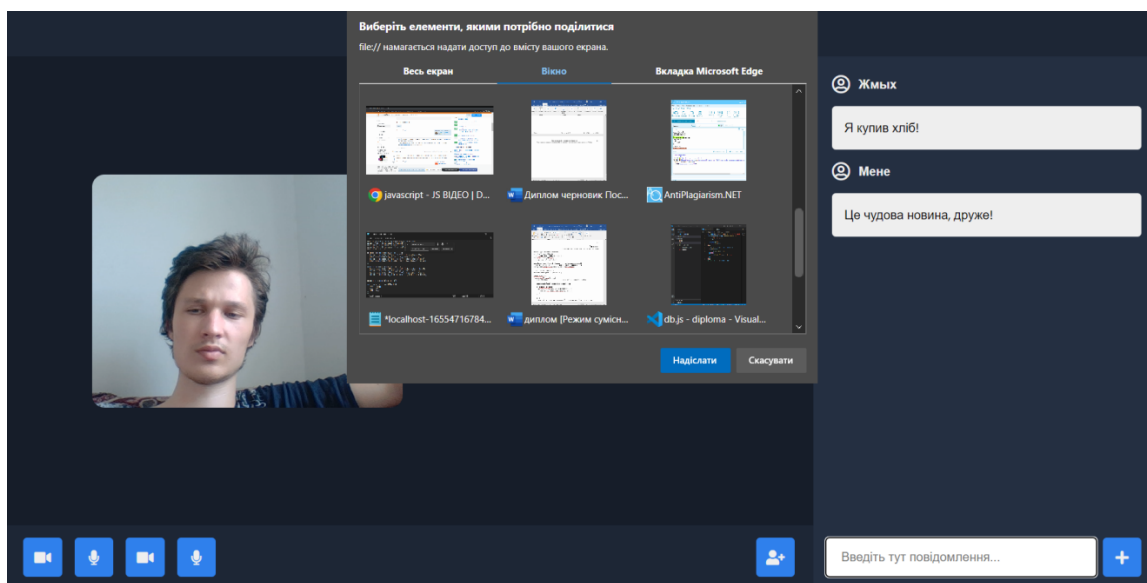 Виберіть елементи, якими потрібно поділитися
file:// намагається надати доступ до вмісту вашого екрана.
Весь екран
Вікно
Вкладка Microsoft Edge
javascript - JS ВІДЕО | D...
Диплом черновик Пос...
AntiPlagiarism.NET
*localhost-16554716784...
диплом [Режим сумісн...
db.js - diploma - Visual...
Надіслати
Скасувати
Жмых
Я купив хліб!
Мене
Це чудова новина, друже!
Введіть тут повідомлення...